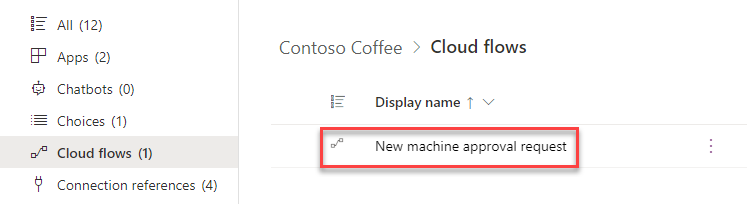 All (12)
Apps (2)
Chatbots (0)
Choices (1)
Cloud flows (1)
Connection references (4)
Contoso Coffee > Cloud flows
Display name ↑
New machine approval request